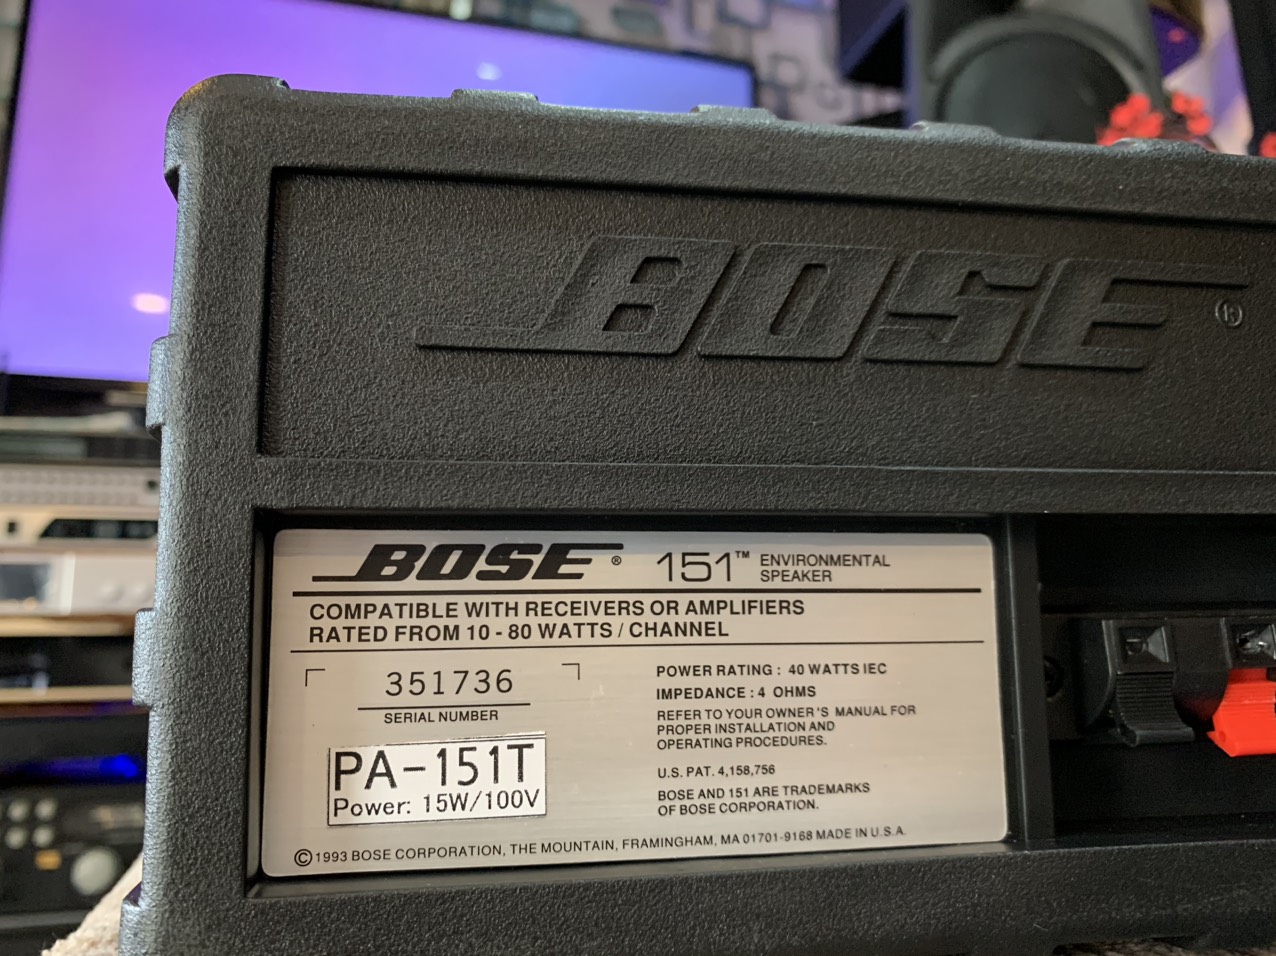 BOSE ®
BOSE ® 151™ ENVIRONMENTAL
SPEAKER
COMPATIBLE WITH RECEIVERS OR AMPLIFIERS
RATED FROM 10-80 WATTS/CHANNEL
351736
SERIAL NUMBER
PA-151T
Power: 15W/100V
POWER RATING: 40 WATTS IEC
IMPEDANCE: 4 OHMS
REFER TO YOUR OWNER'S MANUAL FOR
PROPER INSTALLATION AND
OPERATING PROCEDURES.
U.S. PAT. 4,158,756
BOSE AND 151 ARE TRADEMARKS
OF BOSE CORPORATION.
©1993 BOSE CORPORATION, THE MOUNTAIN, FRAMINGHAM, MA 01701-9168 MADE IN U.S.A.